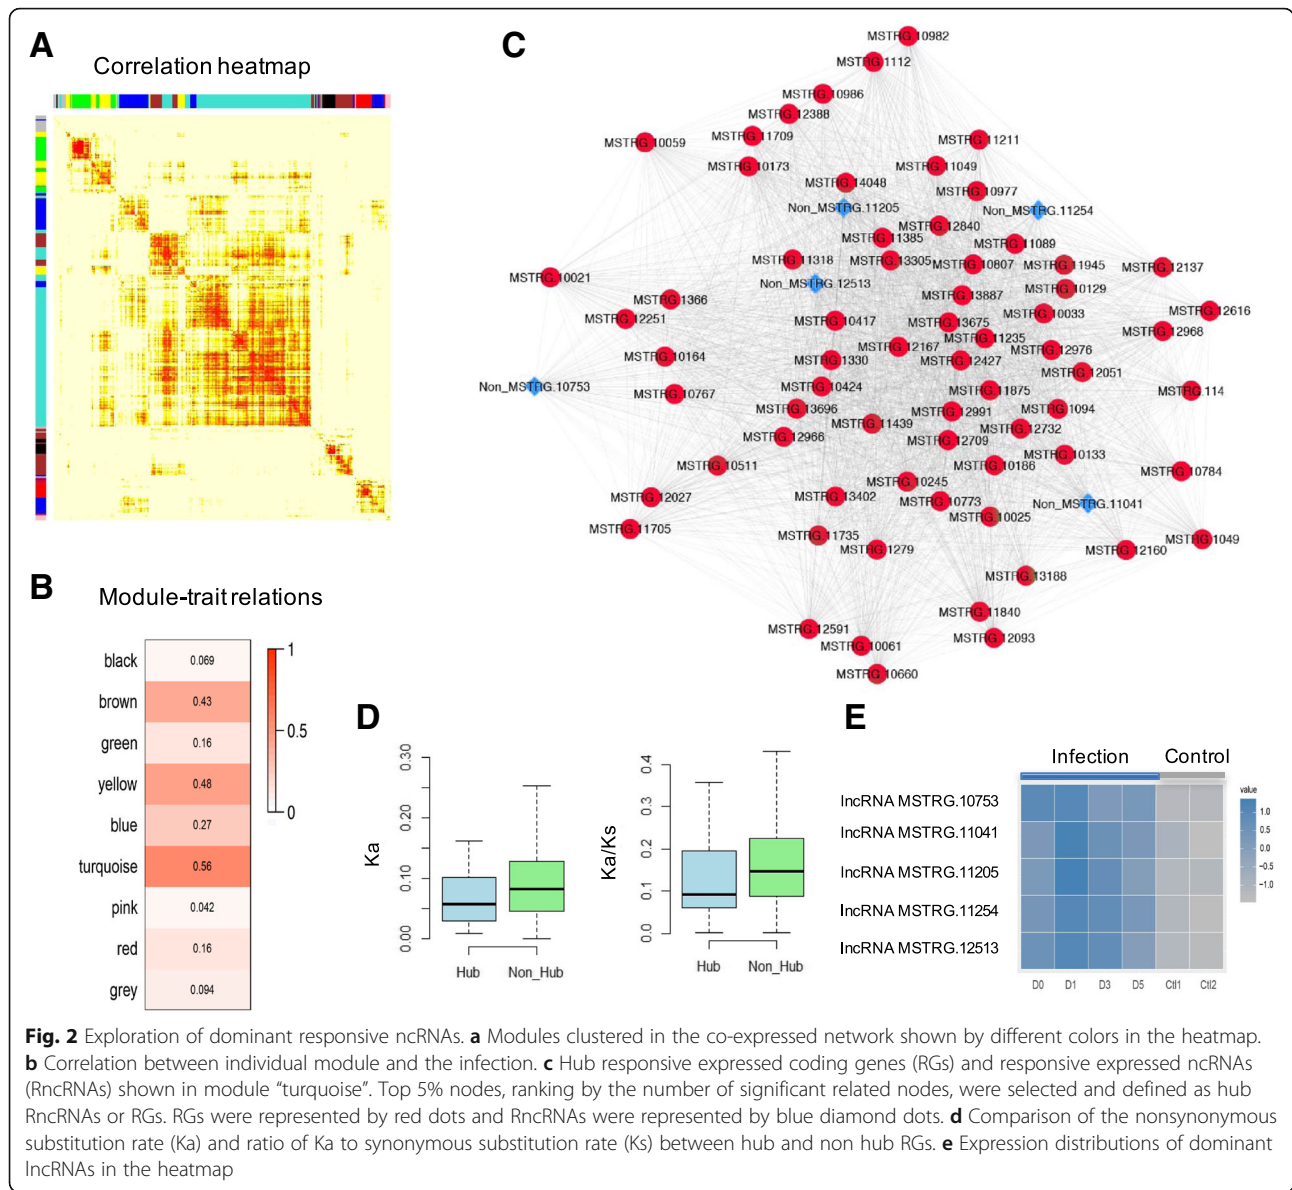 A
Correlation heatmap
B
Module-trait relations
black
0.069
brown
0.43
green
0.16
yellow
0.48
blue
0.27
turquoise
0.56
pink
0.042
red
0.16
grey
0.094
1
0.5
0
C
MSTRG.10982
MSTRG.1112
MSTRG.10986
MSTRG.12388
MSTRG.11709
MSTRG.10059
MSTRG.11211
MSTRG.10173
MSTRG.11049
MSTRG.14048
MSTRG.10977
Non_MSTRG.11205
Non_MSTRG.11254
MSTRG.12840
MSTRG.11385
MSTRG.11089
MSTRG.11318
MSTRG.13305
MSTRG.10807
MSTRG.11945
MSTRG.12137
MSTRG.10021
Non_MSTRG.12513
MSTRG.10129
MSTRG.1366
MSTRG.13887
MSTRG.12616
MSTRG.12251
MSTRG.10417
MSTRG.13675
MSTRG.10033
MSTRG.12968
MSTRG.11235
MSTRG.10164
MSTRG.1330
MSTRG.12167
MSTRG.12427
MSTRG.12976
MSTRG.12051
Non_MSTRG.10753
MSTRG.10767
MSTRG.10424
MSTRG.11875
MSTRG.114
MSTRG.13696
MSTRG.12991
MSTRG.1094
MSTRG.11439
MSTRG.12732
MSTRG.12966
MSTRG.12709
MSTRG.10133
MSTRG.10511
MSTRG.10186
MSTRG.10784
MSTRG.10245
MSTRG.12027
MSTRG.13402
MSTRG.10773
Non_MSTRG.11041
MSTRG.10025
MSTRG.11705
MSTRG.11735
MSTRG.1279
MSTRG.12160
MSTRG.1049
MSTRG.13188
MSTRG.11840
MSTRG.12591
MSTRG.12093
MSTRG.10061
MSTRG.10660
D
Ka
0.30
0.20
0.10
0.00
Hub
Non_Hub
Ka/Ks
0.4
0.3
0.2
0.1
0.0
Hub
Non_Hub
E
Infection
Control
lncRNA MSTRG.10753
lncRNA MSTRG.11041
lncRNA MSTRG.11205
lncRNA MSTRG.11254
lncRNA MSTRG.12513
D0
D1
D3
D5
Ctl1
Ctl2
value
1.0
0.5
0.0
−0.5
−1.0
Fig. 2 Exploration of dominant responsive ncRNAs. a Modules clustered in the co-expressed network shown by different colors in the heatmap.
b Correlation between individual module and the infection. c Hub responsive expressed coding genes (RGs) and responsive expressed ncRNAs
(RncRNAs) shown in module “turquoise”. Top 5% nodes, ranking by the number of significant related nodes, were selected and defined as hub
RncRNAs or RGs. RGs were represented by red dots and RncRNAs were represented by blue diamond dots. d Comparison of the nonsynonymous
substitution rate (Ka) and ratio of Ka to synonymous substitution rate (Ks) between hub and non hub RGs. e Expression distributions of dominant
lncRNAs in the heatmap